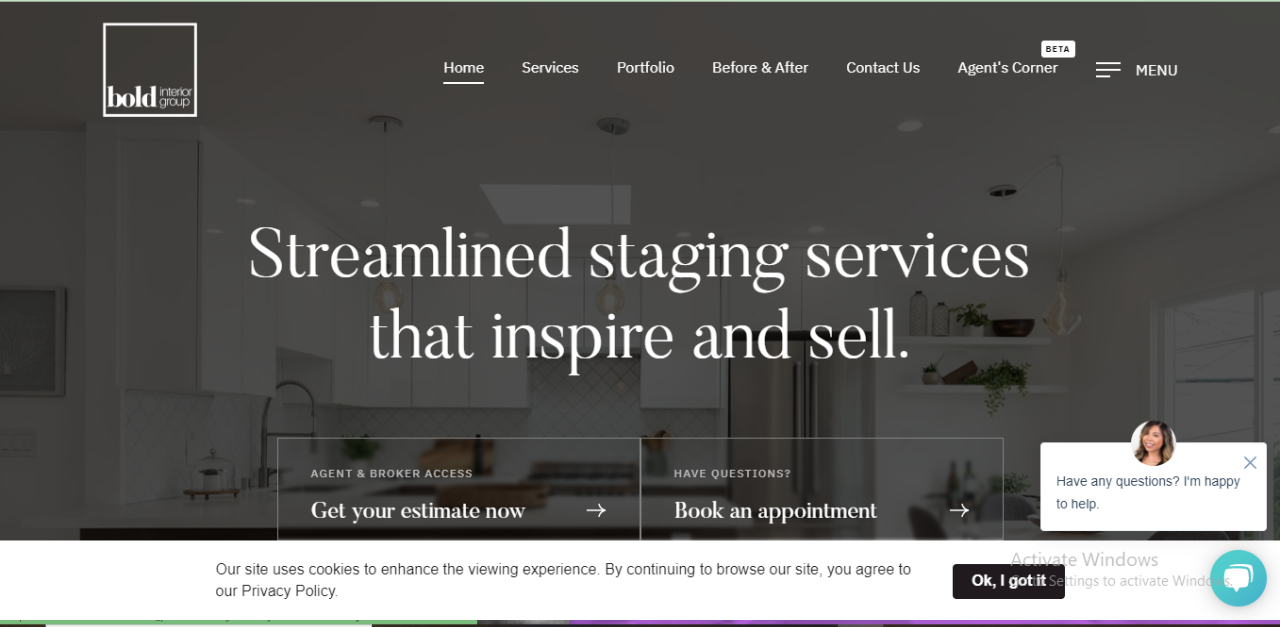 bold interior
group
Home Services Portfolio Before & After Contact Us Agent's Corner BETA MENU
Streamlined staging services
that inspire and sell.
AGENT & BROKER ACCESS
Get your estimate now
HAVE QUESTIONS?
Book an appointment
Have any questions? I'm happy
to help.
Our site uses cookies to enhance the viewing experience. By continuing to browse our site, you agree to
our Privacy Policy.
Ok, I got it
Activate Windows
Settings to activate Windows.